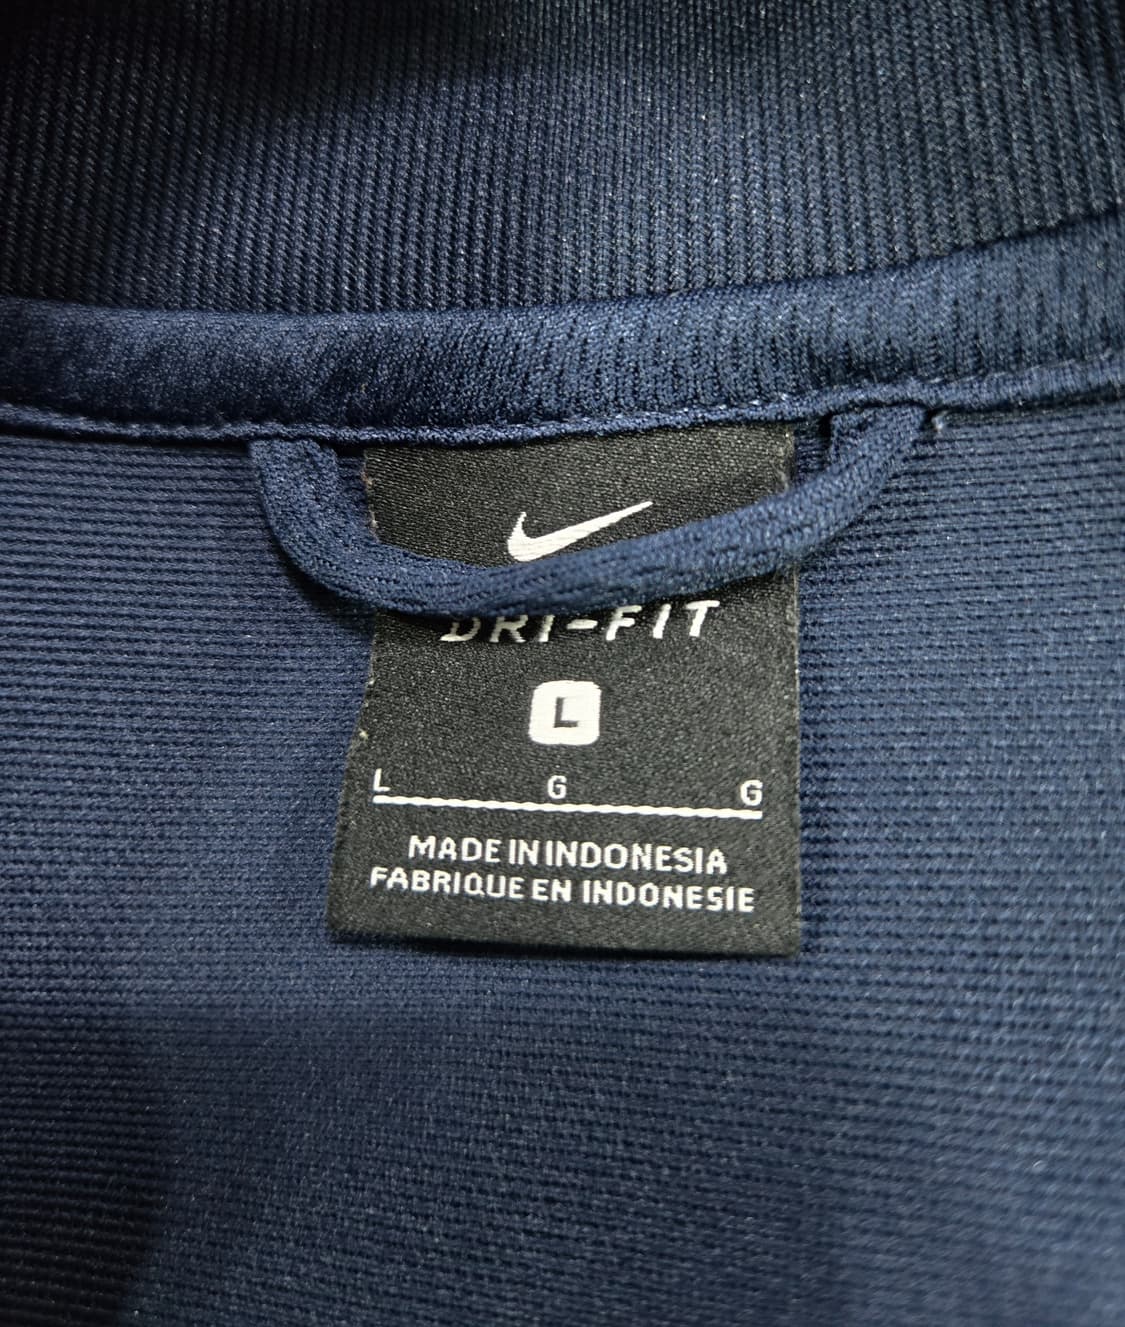 DRI-FIT
L
L G G
MADE IN INDONESIA
FABRIQUE EN INDONESIE